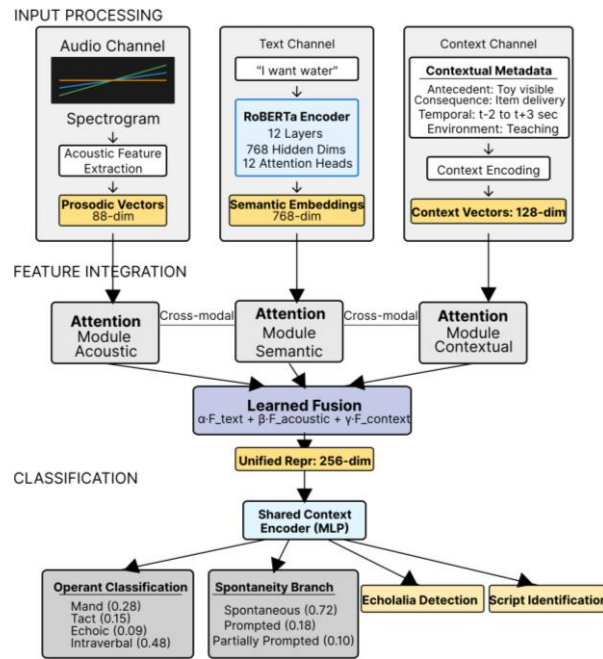 INPUT PROCESSING
Audio Channel
Spectrogram
Acoustic Feature
Extraction
Prosodic Vectors
88-dim
Text Channel
"I want water"
RoBERTa Encoder
12 Layers
768 Hidden Dims
12 Attention Heads
Semantic Embeddings
768-dim
Context Channel
Contextual Metadata
Antecedent: Toy visible
Consequence: Item delivery
Temporal: t-2 to t+3 sec
Environment: Teaching
Context Encoding
Context Vectors: 128-dim
FEATURE INTEGRATION
Attention
Module
Acoustic
Cross-modal
Attention
Module
Semantic
Cross-modal
Attention
Module
Contextual
Learned Fusion
α·F_text + β·F_acoustic + γ·F_context
Unified Repr: 256-dim
CLASSIFICATION
Shared Context
Encoder (MLP)
Operant Classification
Mand (0.28)
Tact (0.15)
Echoic (0.09)
Intraverbal (0.48)
Spontaneity Branch
Spontaneous (0.72)
Prompted (0.18)
Partially Prompted (0.10)
Echolalia Detection
Script Identification